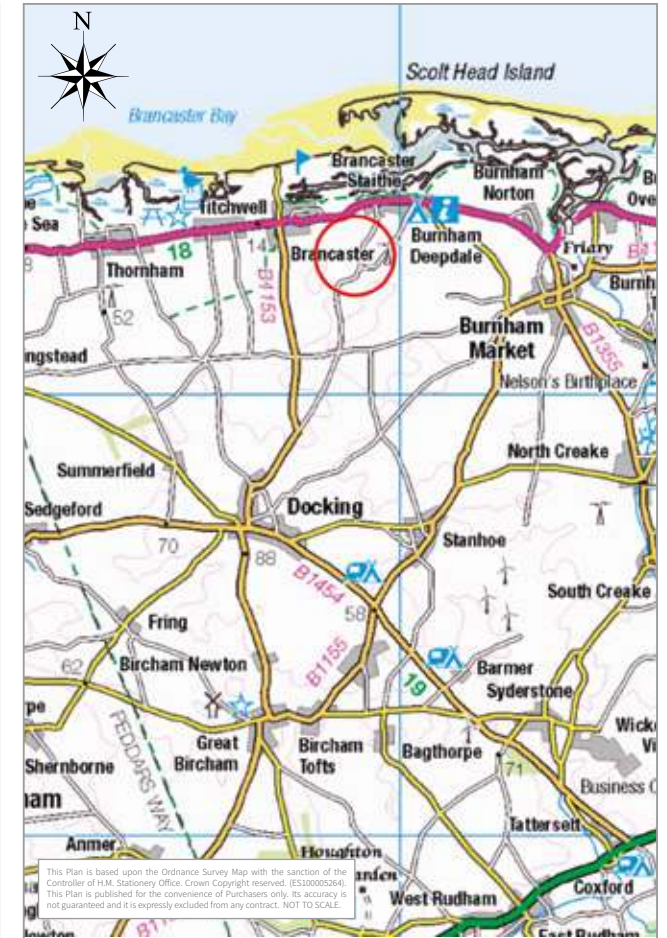 N
Scolt Head Island
Brancaster Bay
Brancaster
Staithe
Burnham
Norton
Titchwell
Sea
18
14
Brancaster
Burnham
Deepdale
Friary
Thornham
B1153
52
Burnham
Market
B1355
ngstead
Nelson's Birthplace
Summerfield
North Creake
Sedgeford
Docking
70
88
Stanhoe
B1454
58
South Creake
Fring
Bircham Newton
B1155
62
19
Barmer
Syderstone
PEDDARS WAY
Great
Bircham
Bircham
Tofts
Bagthorpe
Shernborne
71
Business
Tattersett
Anmer
Houghton
Coxford
West Rudham
East Rudham
This Plan is based upon the Ordnance Survey Map with the sanction of the
Controller of H.M. Stationery Office. Crown Copyright reserved. (ES100005264).
This Plan is published for the convenience of Purchasers only. Its accuracy is
not guaranteed and it is expressly excluded from any contract. NOT TO SCALE.